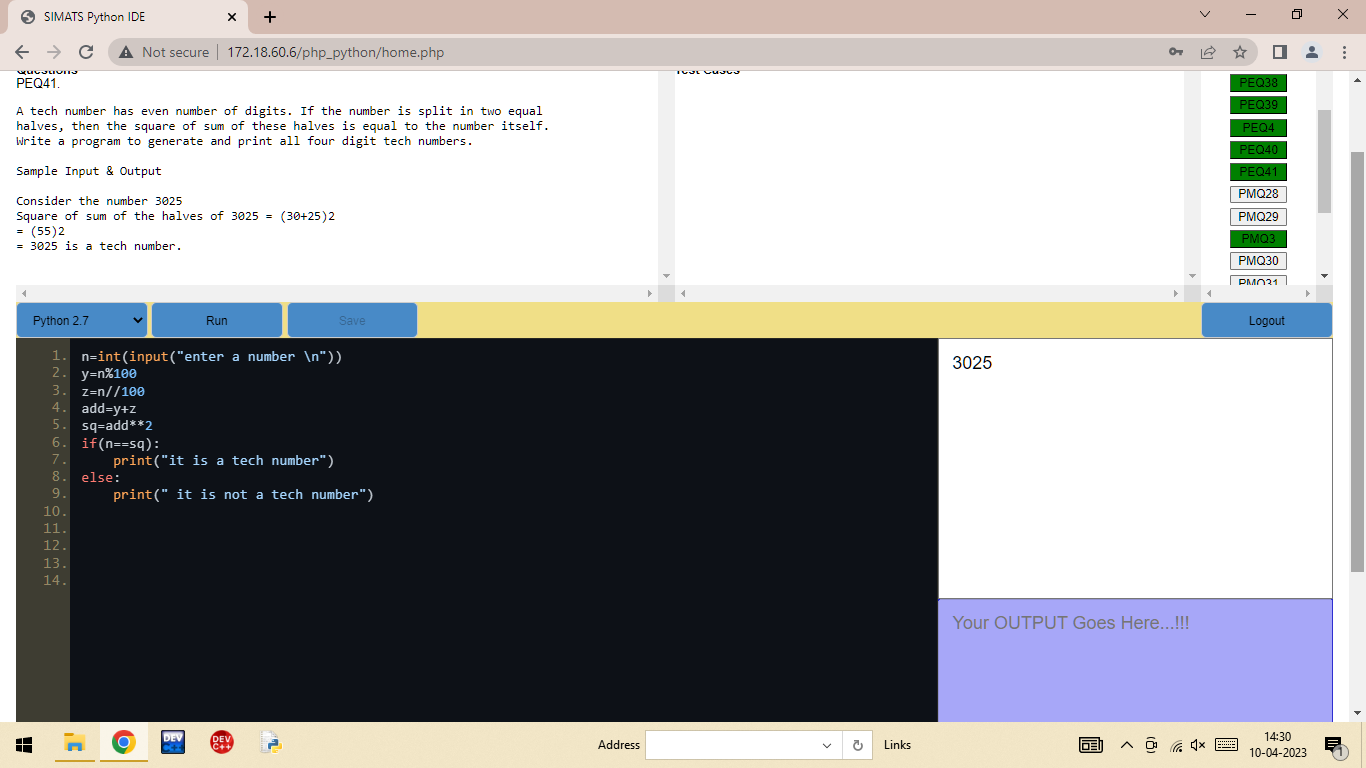 SIMATS Python IDE
Not secure
172.18.60.6/php_python/home.php
Questions
PEQ41.
A tech number has even number of digits. If the number is split in two equal
halves, then the square of sum of these halves is equal to the number itself.
Write a program to generate and print all four digit tech numbers.
Sample Input & Output
Consider the number 3025
Square of sum of the halves of 3025 = (30+25)2
= (55)2
= 3025 is a tech number.
Test Cases
PEQ38
PEQ39
PEQ4
PEQ40
PEQ41
PMQ28
PMQ29
PMQ3
PMQ30
PMQ31
Python 2.7
Run
Save
Logout
1. n=int(input("enter a number \n"))
2. y=n%100
3. z=n//100
4. add=y+z
5. sq=add**2
6. if(n==sq):
7.     print("it is a tech number")
8. else:
9.     print(" it is not a tech number")
10.
11.
12.
13.
14.
3025
Your OUTPUT Goes Here...!!!
DEV
C++
DEV
C++
Address
Links
14:30
10-04-2023
1